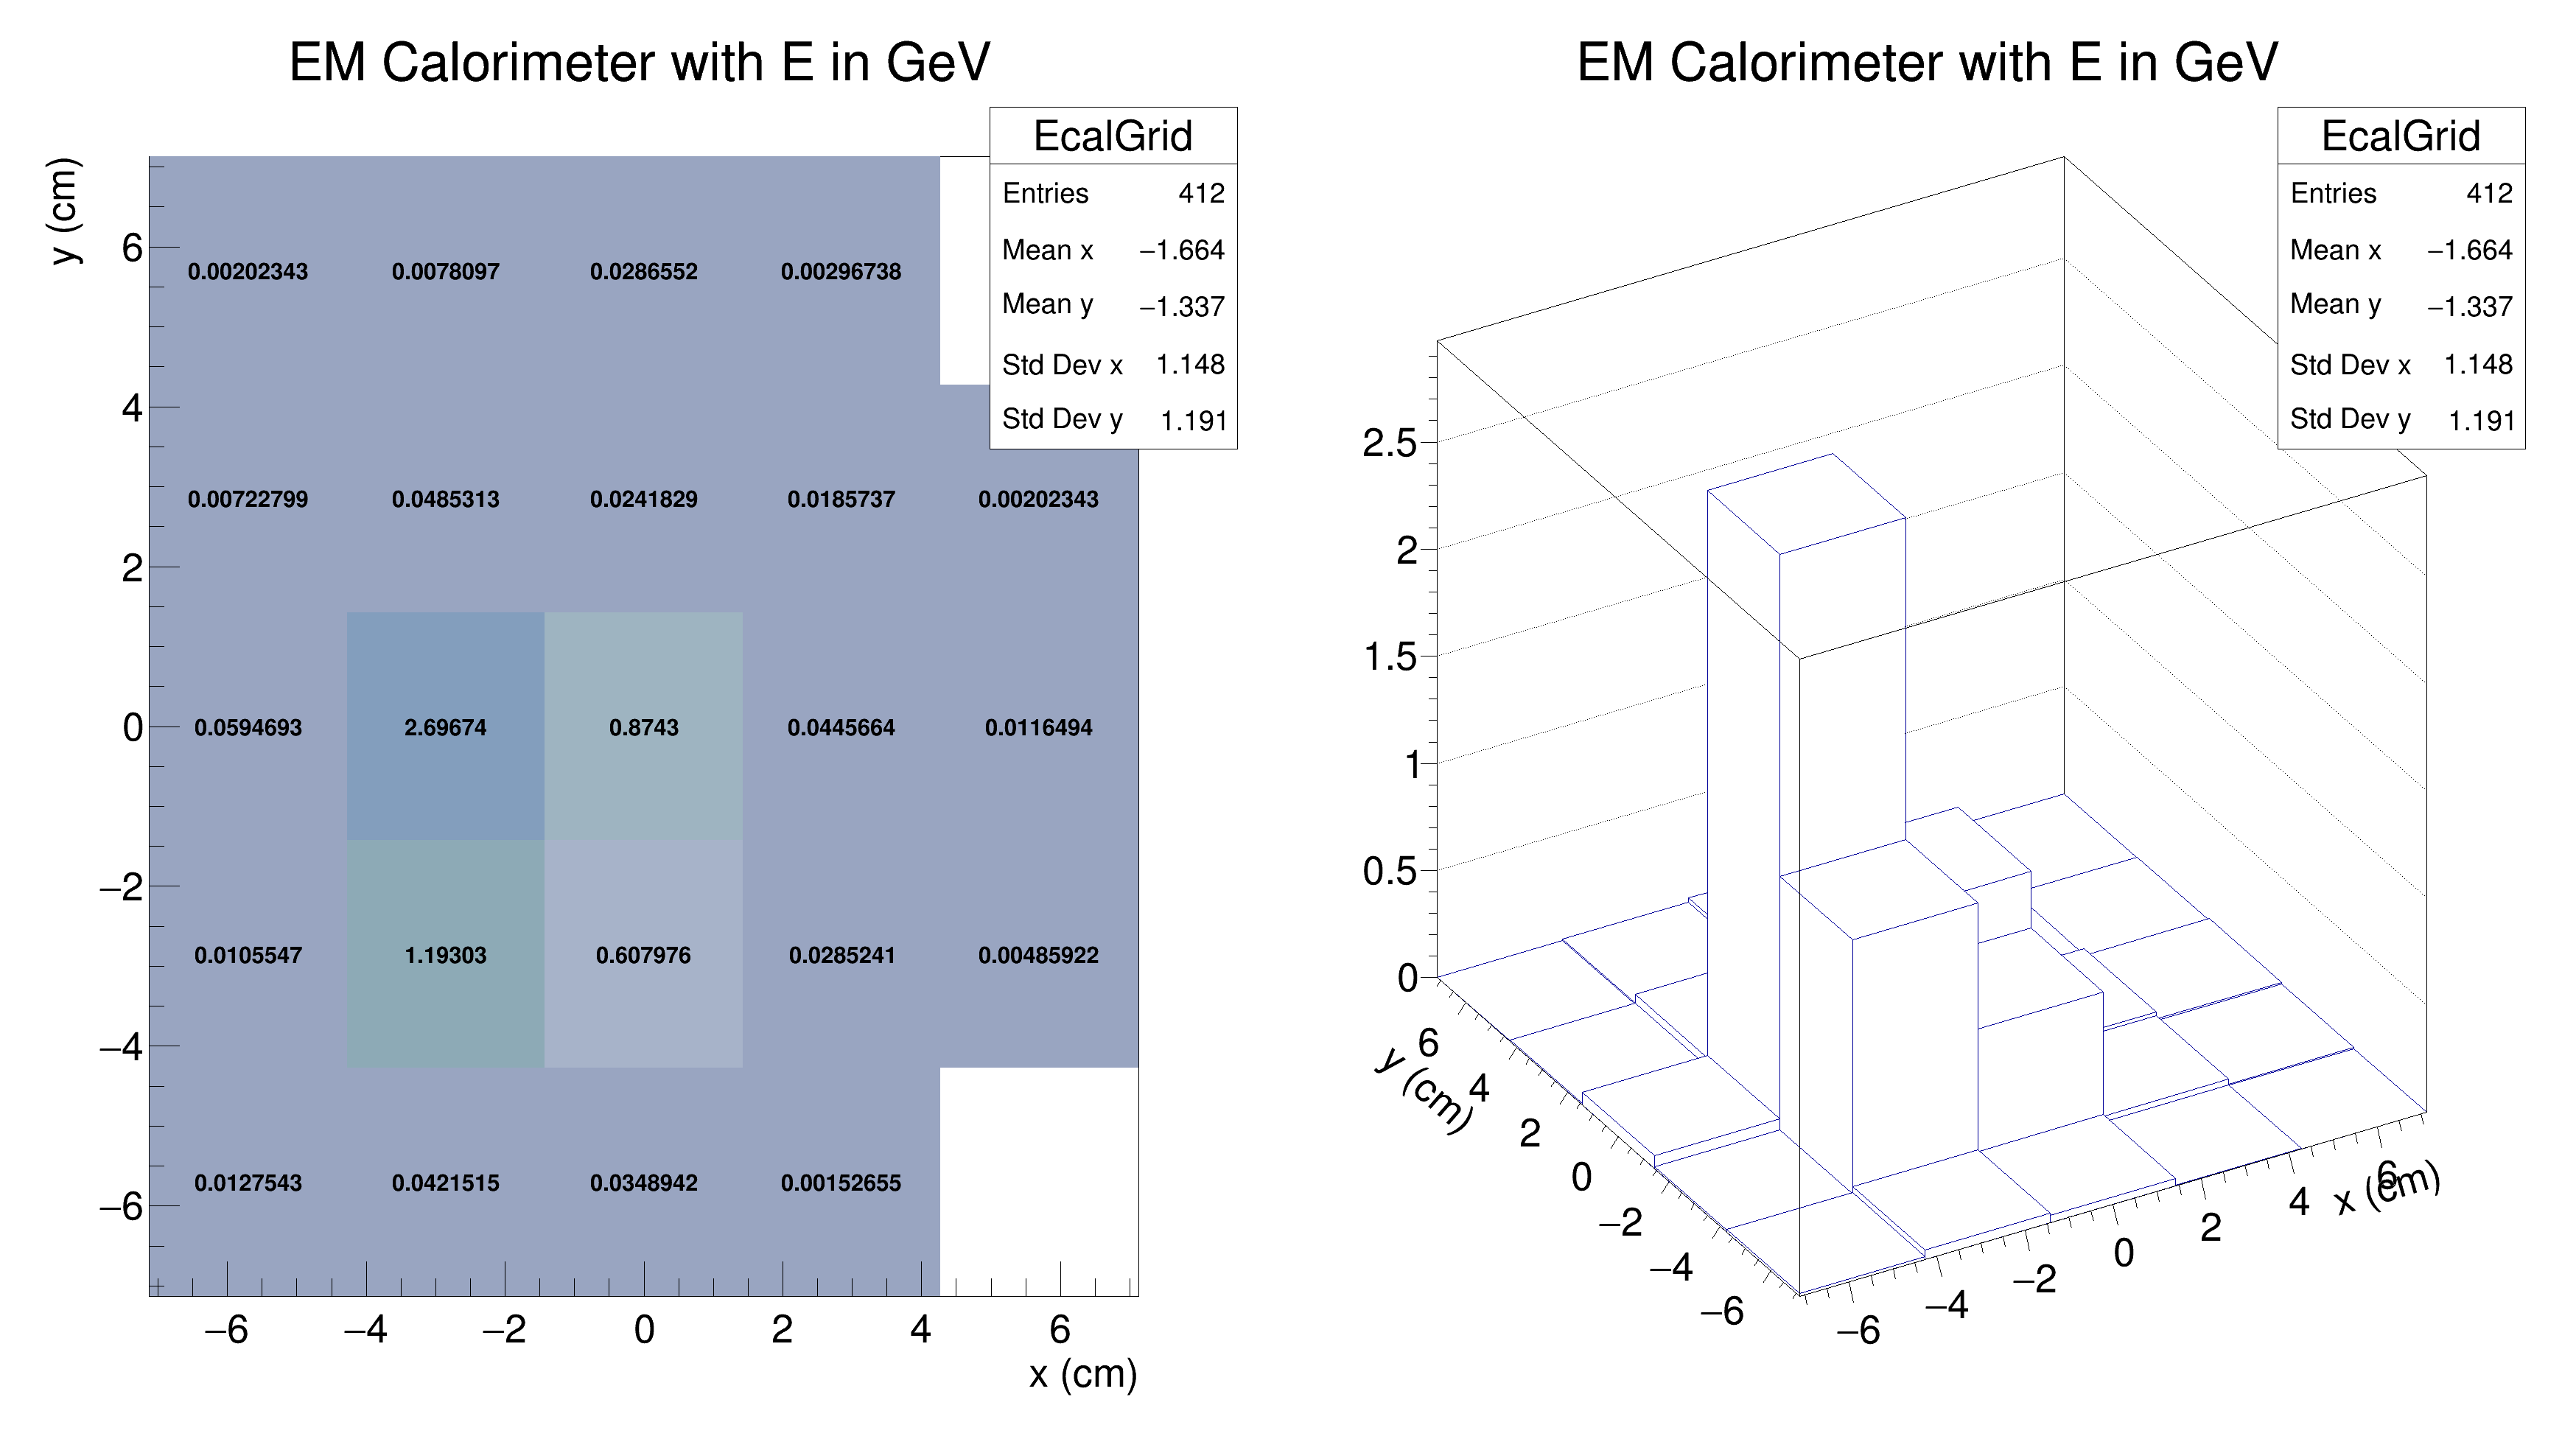 EM Calorimeter with E in GeV
EcalGrid
Entries 412
Mean x −1.664
Mean y −1.337
Std Dev x 1.148
Std Dev y 1.191
y (cm)
6
4
2
0
−2
−4
−6
0.00202343 0.0078097 0.0286552 0.00296738
0.00722799 0.0485313 0.0241829 0.0185737 0.00202343
0.0594693 2.69674 0.8743 0.0445664 0.0116494
0.0105547 1.19303 0.607976 0.0285241 0.00485922
0.0127543 0.0421515 0.0348942 0.00152655
−6 −4 −2 0 2 4 6
x (cm)
EM Calorimeter with E in GeV
EcalGrid
Entries 412
Mean x −1.664
Mean y −1.337
Std Dev x 1.148
Std Dev y 1.191
2.5
2
1.5
1
0.5
0
y (cm)
6
4
2
0
−2
−4
−6
−6 −4 −2 0 2 4 6
x (cm)